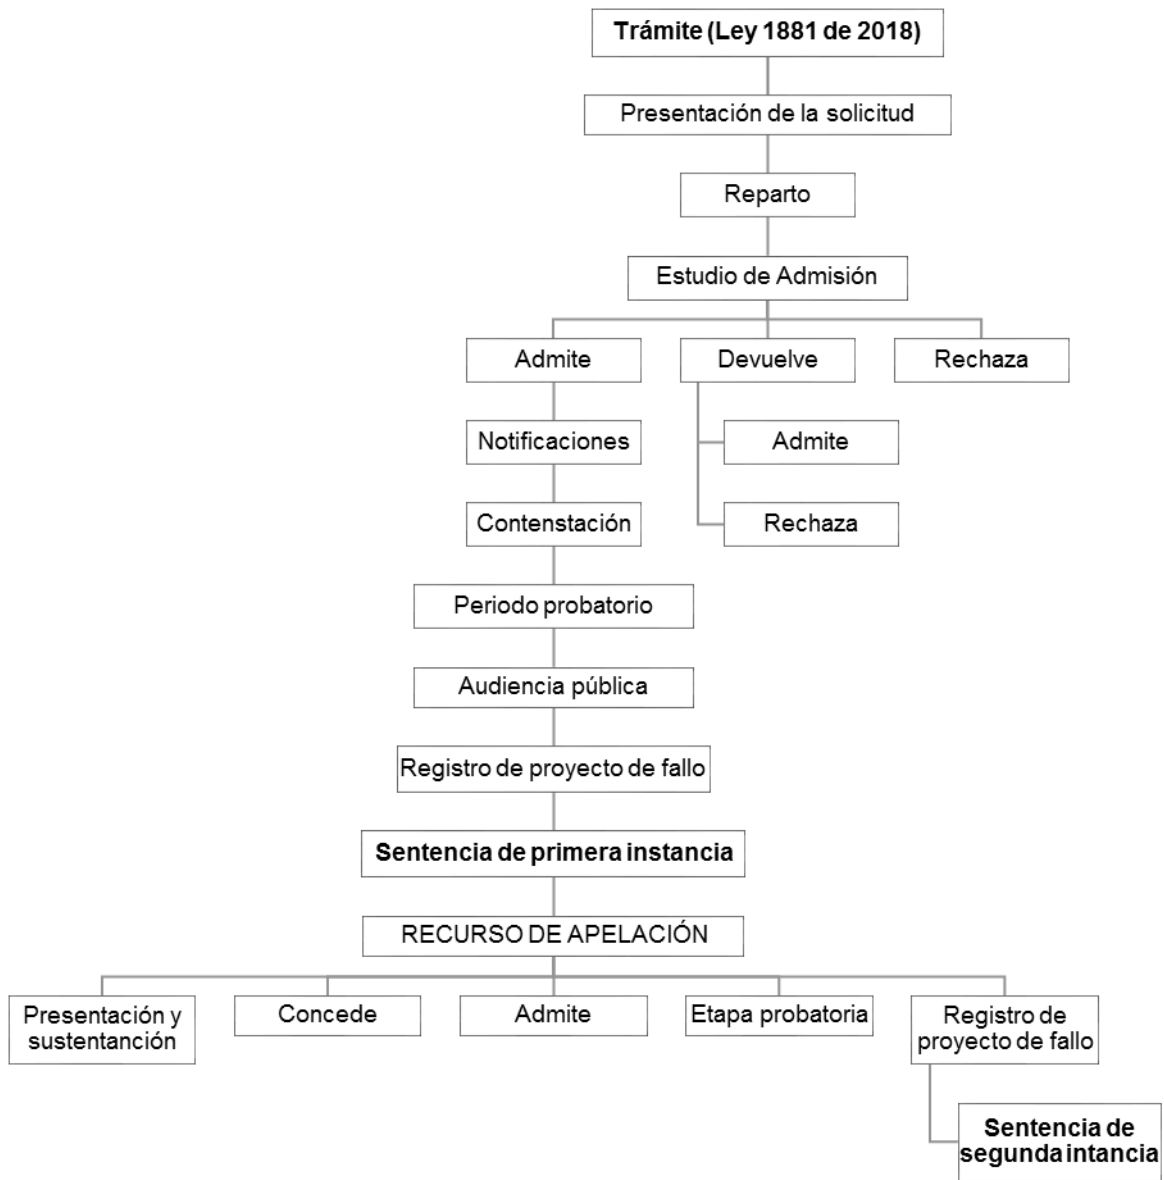 Trámite (Ley 1881 de 2018)
Presentación de la solicitud
Reparto
Estudio de Admisión
Admite
Devuelve
Rechaza
Notificaciones
Admite
Contenstación
Rechaza
Periodo probatorio
Audiencia pública
Registro de proyecto de fallo
Sentencia de primera instancia
RECURSO DE APELACIÓN
Presentación y
sustentanción
Concede
Admite
Etapa probatoria
Registro de
proyecto de fallo
Sentencia de
segunda intancia